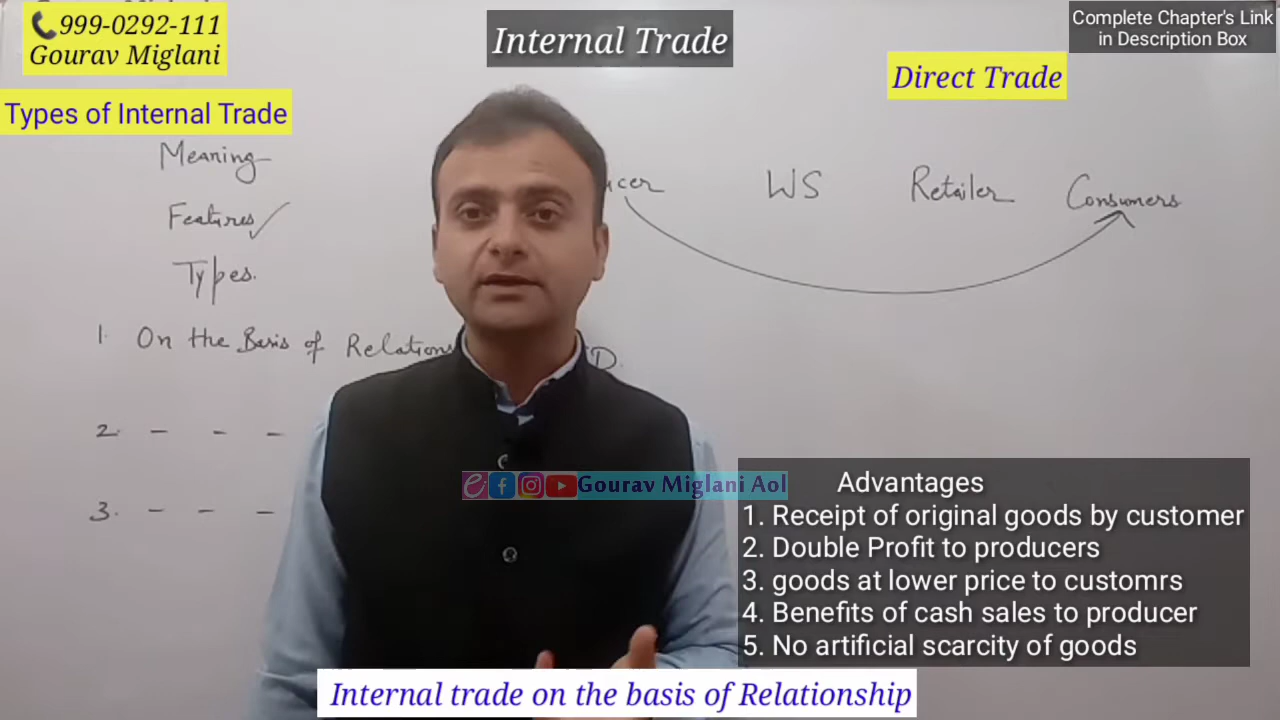 999-0292-111
Gourav Miglani
Internal Trade
Complete Chapter's Link
in Description Box
Direct Trade
Types of Internal Trade
Meaning
Features
Types.
ucer WS Retailer Consumers
1. On the Basis of Relations D.
2. - - -
3. - - -
Gourav Miglani Aol
Advantages
1. Receipt of original goods by customer
2. Double Profit to producers
3. goods at lower price to customrs
4. Benefits of cash sales to producer
5. No artificial scarcity of goods
Internal trade on the basis of Relationship